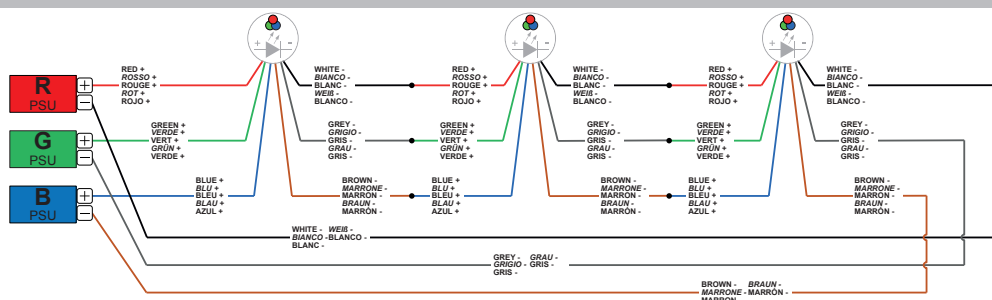 RED +
ROSSO +
ROUGE +
ROT +
ROJO +
WHITE -
BIANCO -
BLANC -
WEIß -
BLANCO -
RED +
ROSSO +
ROUGE +
ROT +
ROJO +
WHITE -
BIANCO -
BLANC -
WEIß -
BLANCO -
RED +
ROSSO +
ROUGE +
ROT +
ROJO +
WHITE -
BIANCO -
BLANC -
WEIß -
BLANCO -
R
PSU
GREEN +
VERDE +
VERT +
GRÜN +
VERDE +
GREY -
GRIGIO -
GRIS -
GRAU -
GRIS -
GREEN +
VERDE +
VERT +
GRÜN +
VERDE +
GREY -
GRIGIO -
GRIS -
GRAU -
GRIS -
GREEN +
VERDE +
VERT +
GRÜN +
VERDE +
GREY -
GRIGIO -
GRIS -
GRAU -
GRIS -
G
PSU
BLUE +
BLU +
BLEU +
BLAU +
AZUL +
BROWN -
MARRONE -
MARRON -
BRAUN -
MARRÓN -
BLUE +
BLU +
BLEU +
BLAU +
AZUL +
BROWN -
MARRONE -
MARRON -
BRAUN -
MARRÓN -
BLUE +
BLU +
BLEU +
BLAU +
AZUL +
BROWN -
MARRONE -
MARRON -
BRAUN -
MARRÓN -
B
PSU
WHITE - WEIß -
BIANCO - BLANCO -
BLANC -
GREY - GRAU -
GRIGIO - GRIS -
GRIS -
BROWN - BRAUN -
MARRONE - MARRÓN -
MARRON -